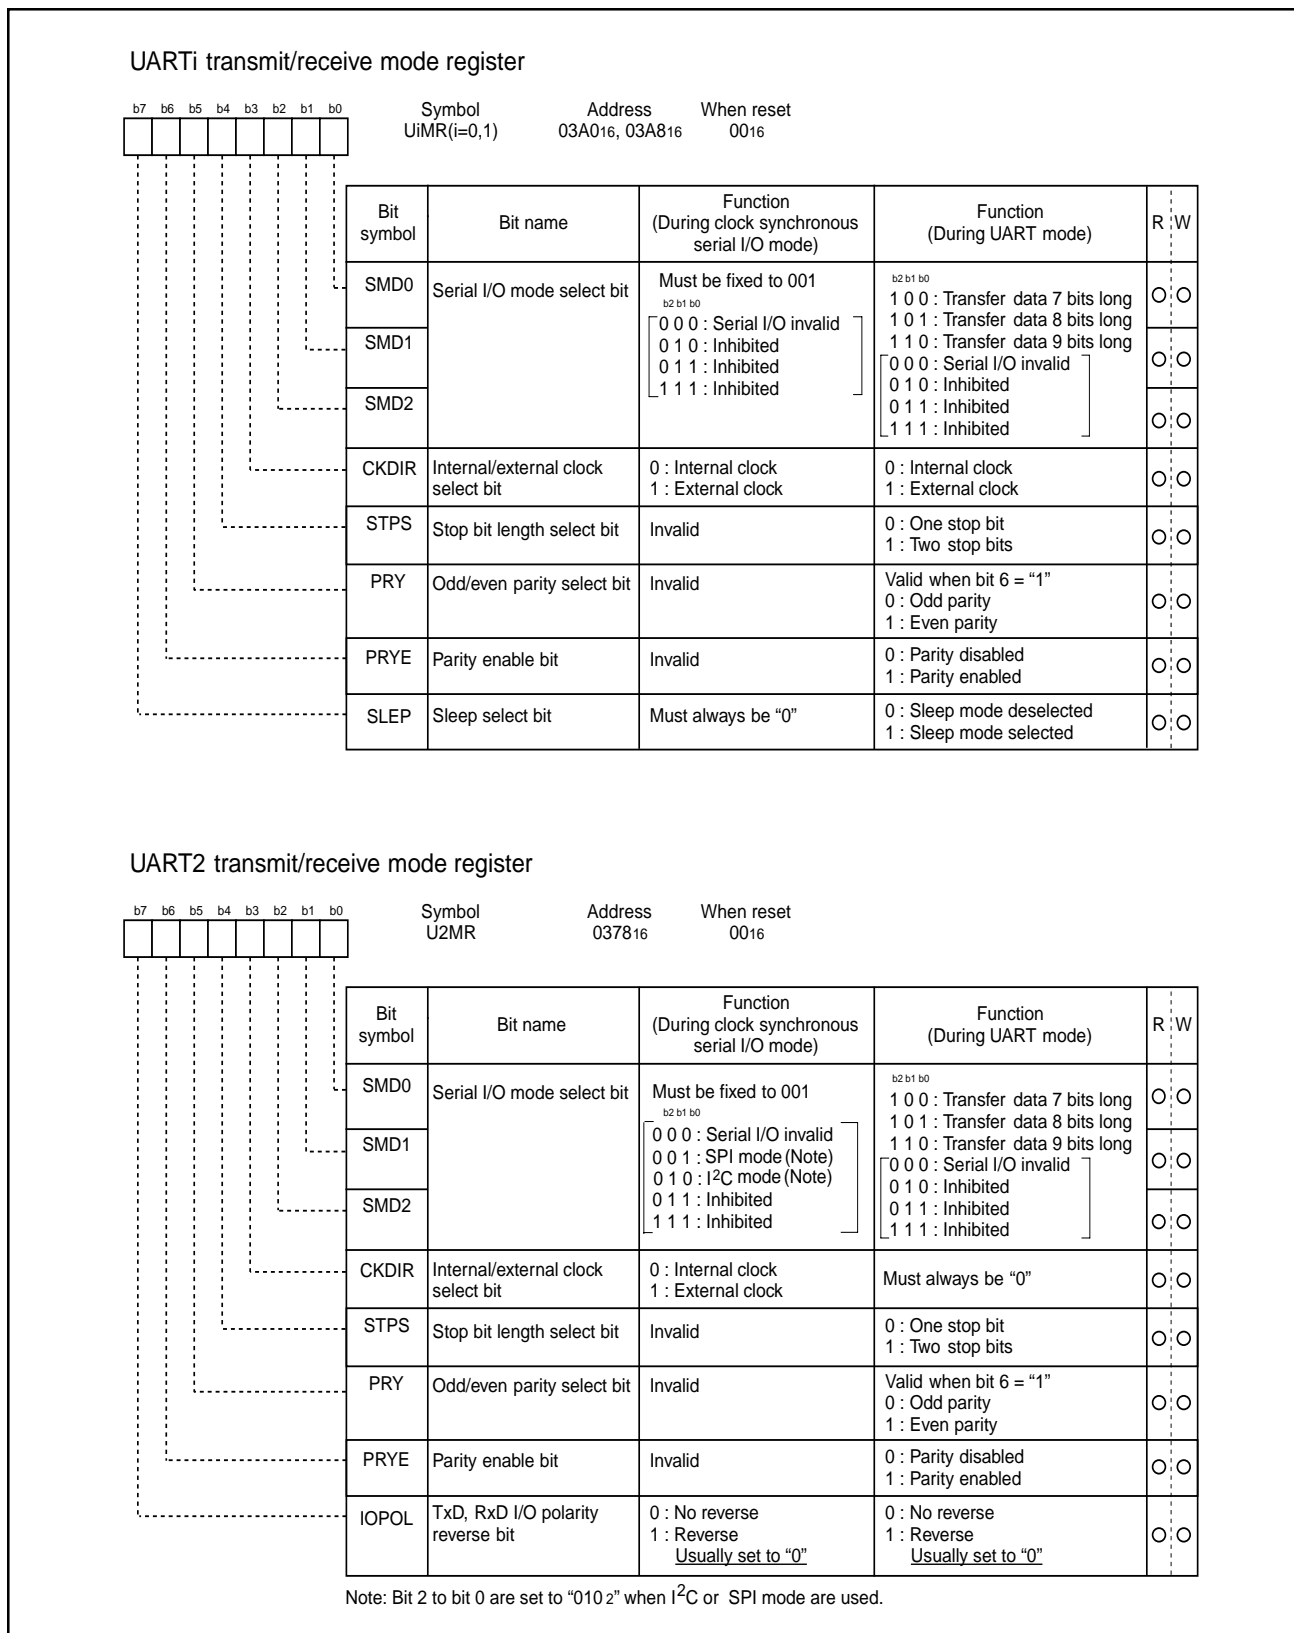 UARTi transmit/receive mode register
b7 b6 b5 b4 b3 b2 b1 b0
Symbol Address When reset
UiMR(i=0,1) 03A016, 03A816 0016
Bit symbol Bit name Function (During clock synchronous serial I/O mode) Function (During UART mode) R W
SMD0 Serial I/O mode select bit
SMD1
SMD2
Must be fixed to 001
b2 b1 b0
0 0 0 : Serial I/O invalid
0 1 0 : Inhibited
0 1 1 : Inhibited
1 1 1 : Inhibited
b2 b1 b0
1 0 0 : Transfer data 7 bits long
1 0 1 : Transfer data 8 bits long
1 1 0 : Transfer data 9 bits long
0 0 0 : Serial I/O invalid
0 1 0 : Inhibited
0 1 1 : Inhibited
1 1 1 : Inhibited
CKDIR Internal/external clock select bit
0 : Internal clock
1 : External clock
0 : Internal clock
1 : External clock
STPS Stop bit length select bit Invalid
0 : One stop bit
1 : Two stop bits
PRY Odd/even parity select bit Invalid
Valid when bit 6 = “1”
0 : Odd parity
1 : Even parity
PRYE Parity enable bit Invalid
0 : Parity disabled
1 : Parity enabled
SLEP Sleep select bit Must always be “0”
0 : Sleep mode deselected
1 : Sleep mode selected
UART2 transmit/receive mode register
b7 b6 b5 b4 b3 b2 b1 b0
Symbol Address When reset
U2MR 037816 0016
Bit symbol Bit name Function (During clock synchronous serial I/O mode) Function (During UART mode) R W
SMD0 Serial I/O mode select bit
SMD1
SMD2
Must be fixed to 001
b2 b1 b0
0 0 0 : Serial I/O invalid
0 0 1 : SPI mode (Note)
0 1 0 : I2C mode (Note)
0 1 1 : Inhibited
1 1 1 : Inhibited
b2 b1 b0
1 0 0 : Transfer data 7 bits long
1 0 1 : Transfer data 8 bits long
1 1 0 : Transfer data 9 bits long
0 0 0 : Serial I/O invalid
0 1 0 : Inhibited
0 1 1 : Inhibited
1 1 1 : Inhibited
CKDIR Internal/external clock select bit
0 : Internal clock
1 : External clock
Must always be “0”
STPS Stop bit length select bit Invalid
0 : One stop bit
1 : Two stop bits
PRY Odd/even parity select bit Invalid
Valid when bit 6 = “1”
0 : Odd parity
1 : Even parity
PRYE Parity enable bit Invalid
0 : Parity disabled
1 : Parity enabled
IOPOL TxD, RxD I/O polarity reverse bit
0 : No reverse
1 : Reverse
Usually set to “0”
0 : No reverse
1 : Reverse
Usually set to “0”
Note: Bit 2 to bit 0 are set to “010 2” when I2C or SPI mode are used.